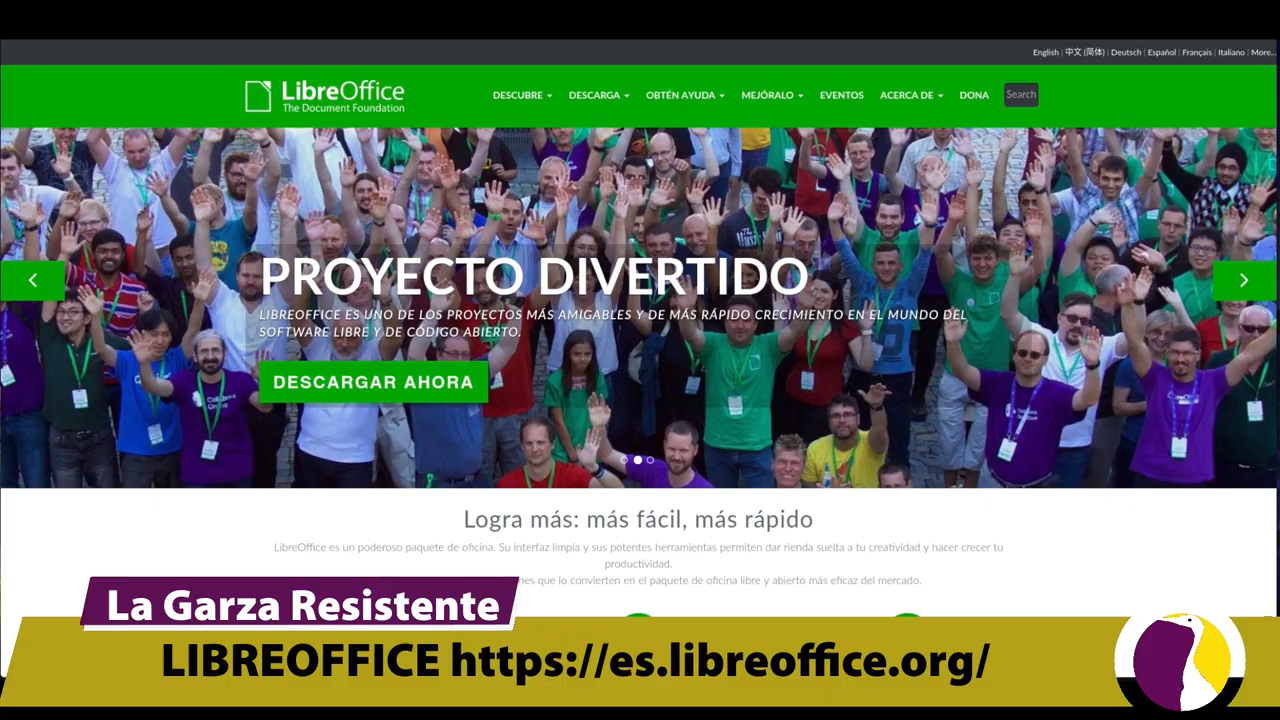 English | 中文 (简体) | Deutsch | Español | Français | Italiano | More...
LibreOffice
The Document Foundation
DESCUBRE
DESCARGA
OBTÉN AYUDA
MEJÓRALO
EVENTOS
ACERCA DE
DONA
Search
PROYECTO DIVERTIDO
LIBREOFFICE ES UNO DE LOS PROYECTOS MÁS AMIGABLES Y DE MÁS RÁPIDO CRECIMIENTO EN EL MUNDO DEL
SOFTWARE LIBRE Y DE CÓDIGO ABIERTO.
DESCARGAR AHORA
Logra más: más fácil, más rápido
LibreOffice es un poderoso paquete de oficina. Su interfaz limpia y sus potentes herramientas permiten dar rienda suelta a tu creatividad y hacer crecer tu
productividad.
que lo convierten en el paquete de oficina libre y abierto más eficaz del mercado.
La Garza Resistente
LIBREOFFICE https://es.libreoffice.org/